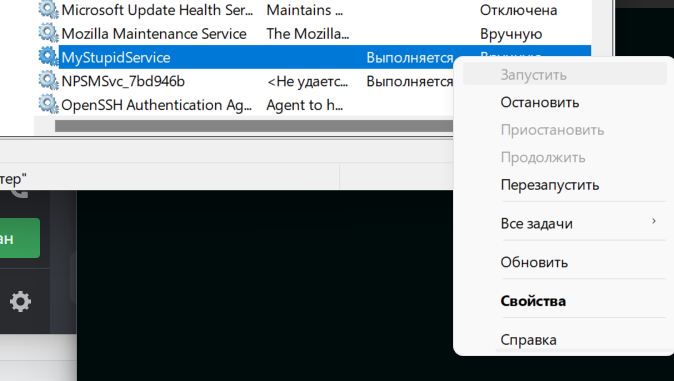 Microsoft Update Health Ser... Maintains ... Отключена
Mozilla Maintenance Service The Mozilla... Вручную
MyStupidService Выполняется Вручную
NPSMSvc_7bd946b <Не удаетс... Выполняется
OpenSSH Authentication Ag... Agent to h...
тер"
ан
Запустить
Остановить
Приостановить
Продолжить
Перезапустить
Все задачи
Обновить
Свойства
Справка